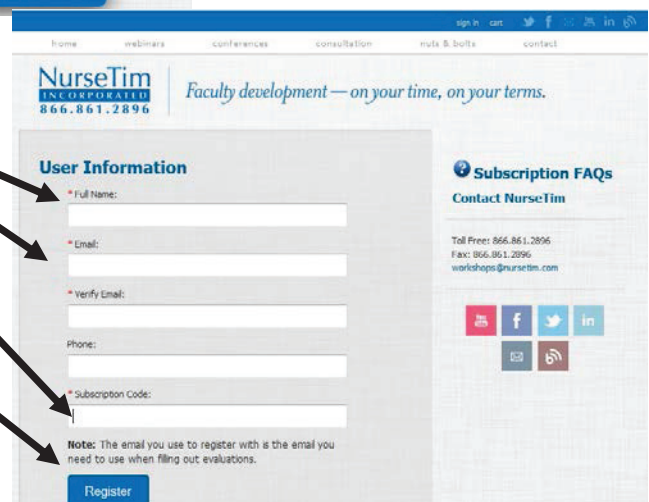 sign in cart
home webinars conferences consultation nuts & bolts contact
NurseTim
INCORPORATED
866.861.2896
Faculty development — on your time, on your terms.
User Information
* Full Name:
* Email:
* Verify Email:
Phone:
* Subscription Code:
Note: The email you use to register with is the email you
need to use when filling out evaluations.
Register
? Subscription FAQs
Contact NurseTim
Toll Free: 866.861.2896
Fax: 866.861.2896
workshops@nursetim.com
You
Tube
f
in